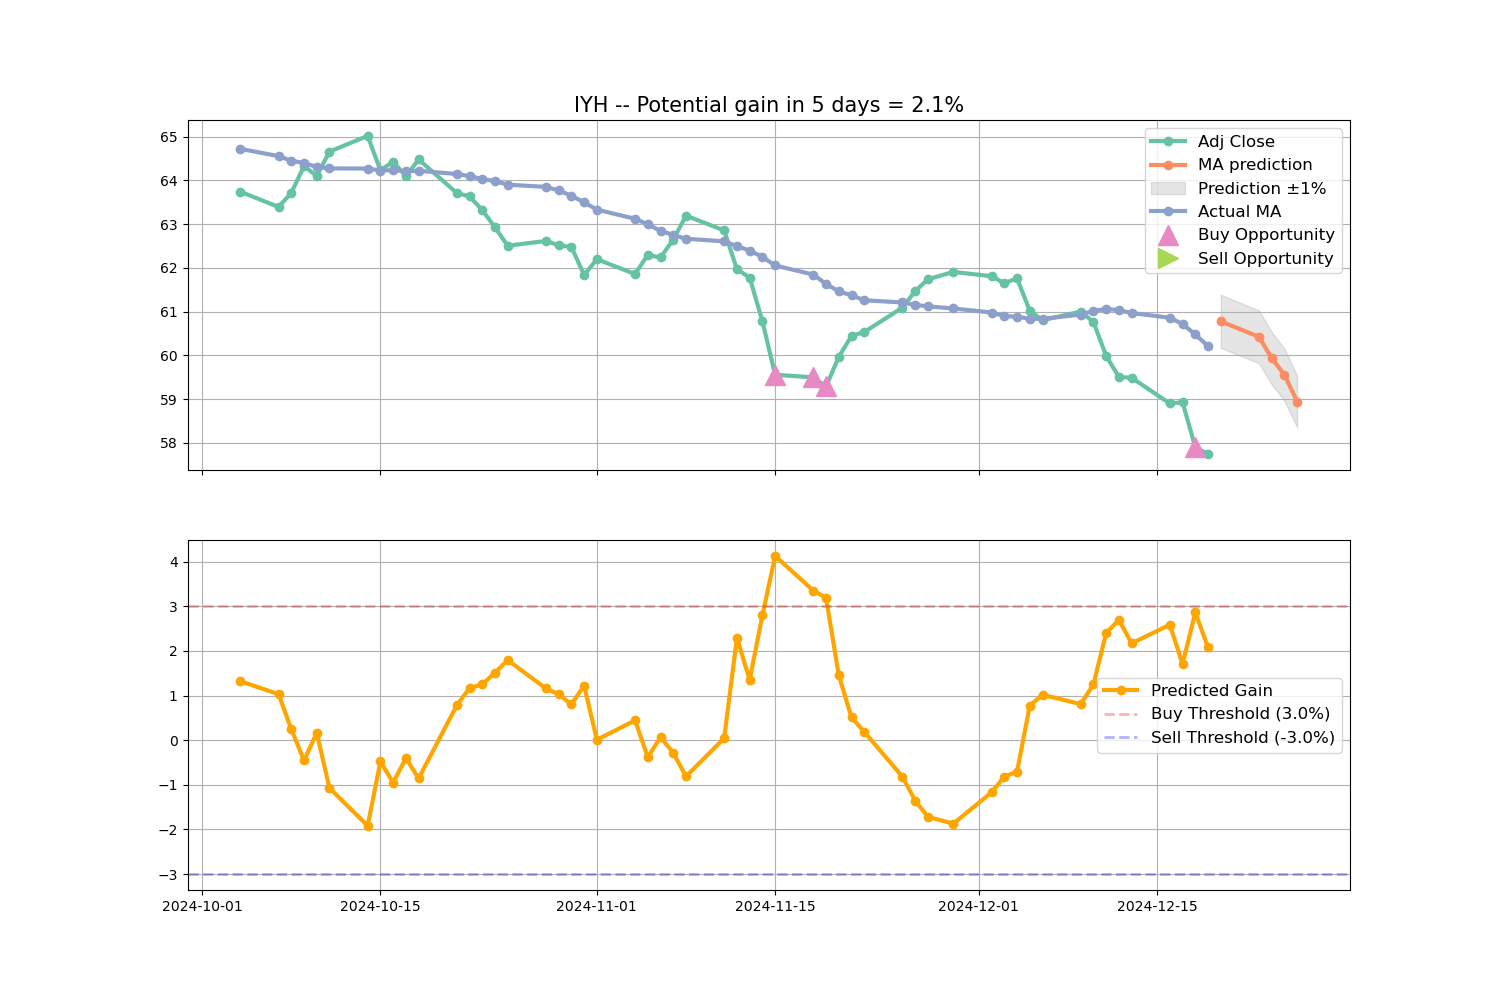 IYH -- Potential gain in 5 days = 2.1%
65
64
63
62
61
60
59
58
Adj Close
MA prediction
Prediction ±1%
Actual MA
Buy Opportunity
Sell Opportunity
4
3
2
1
0
−1
−2
−3
Predicted Gain
Buy Threshold (3.0%)
Sell Threshold (-3.0%)
2024-10-01 2024-10-15 2024-11-01 2024-11-15 2024-12-01 2024-12-15